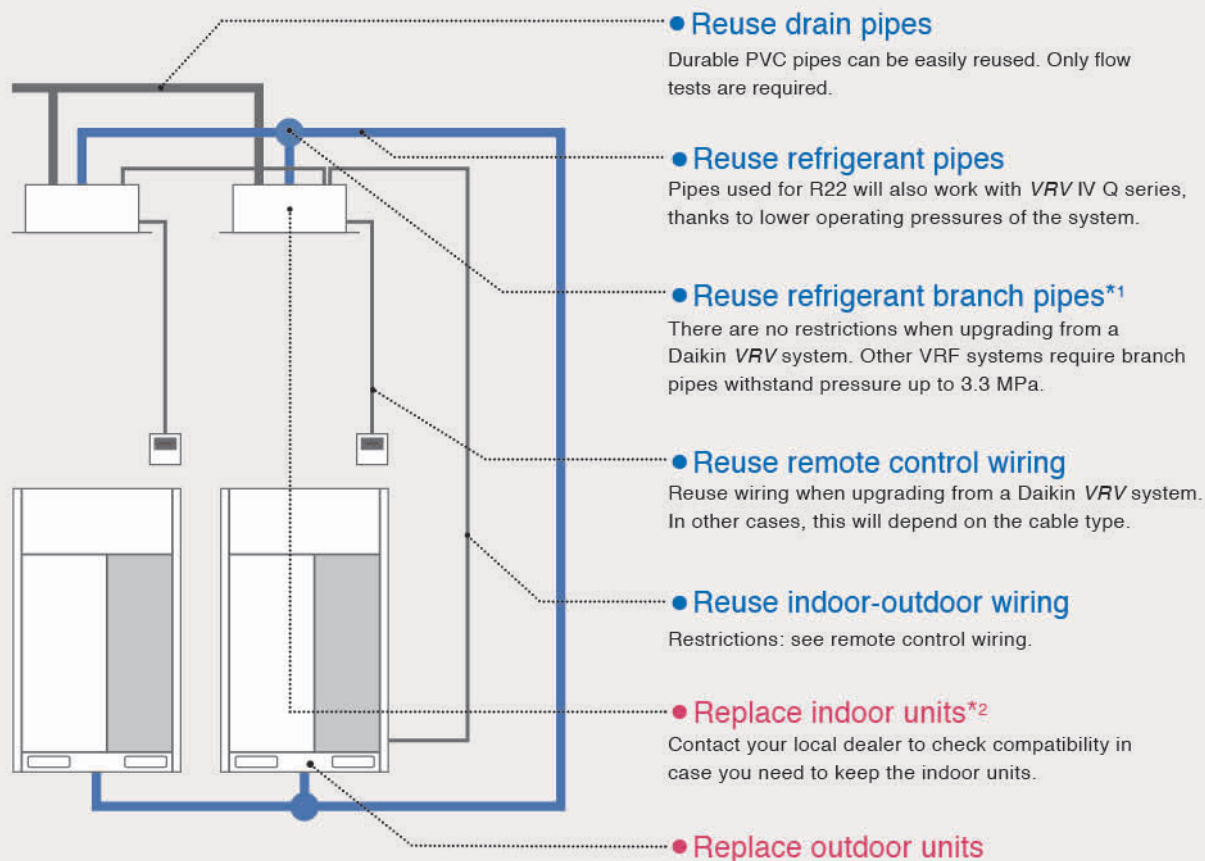 ● Reuse drain pipes
Durable PVC pipes can be easily reused. Only flow
tests are required.
● Reuse refrigerant pipes
Pipes used for R22 will also work with VRV IV Q series,
thanks to lower operating pressures of the system.
● Reuse refrigerant branch pipes*1
There are no restrictions when upgrading from a
Daikin VRV system. Other VRF systems require branch
pipes withstand pressure up to 3.3 MPa.
● Reuse remote control wiring
Reuse wiring when upgrading from a Daikin VRV system.
In other cases, this will depend on the cable type.
● Reuse indoor-outdoor wiring
Restrictions: see remote control wiring.
● Replace indoor units*2
Contact your local dealer to check compatibility in
case you need to keep the indoor units.
● Replace outdoor units